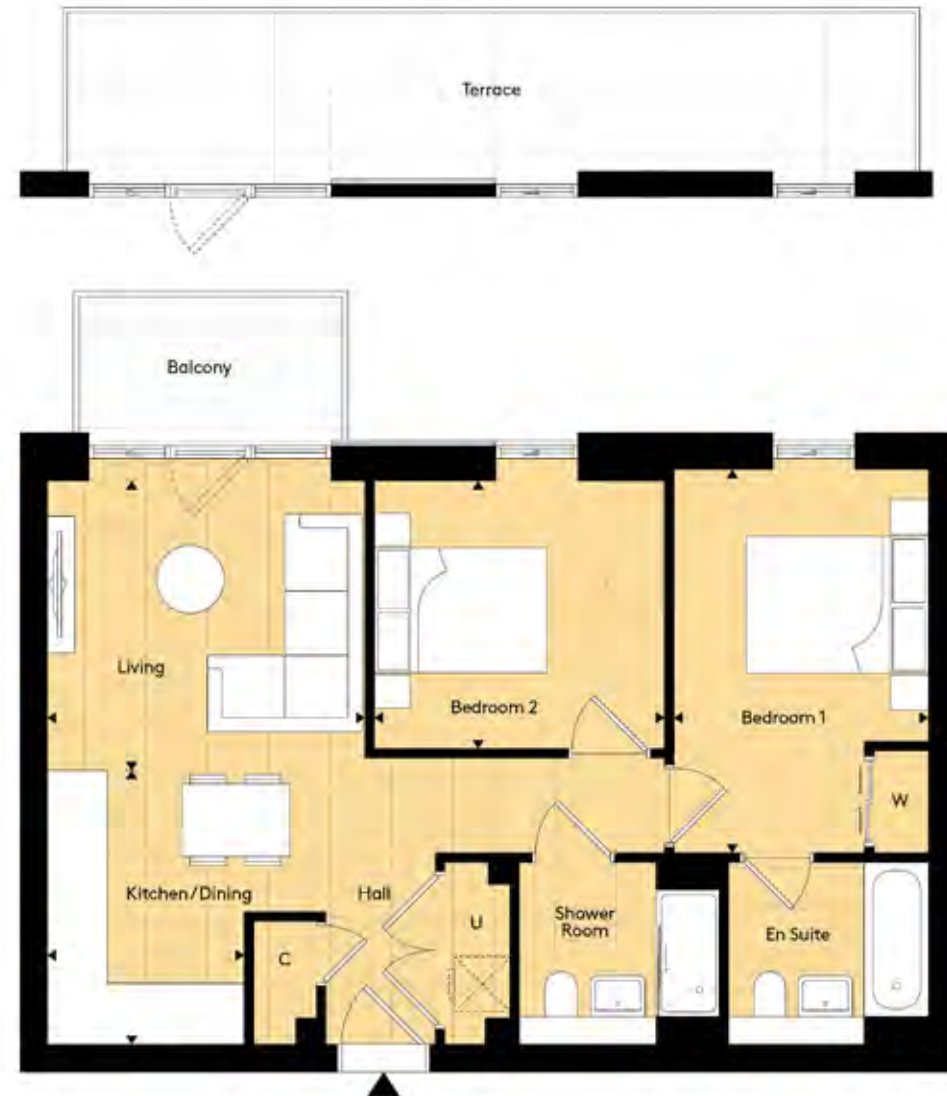 Terrace
Balcony
Living
Bedroom 2
Bedroom 1
W
Kitchen/Dining
Hall
U
Shower
Room
En Suite
C